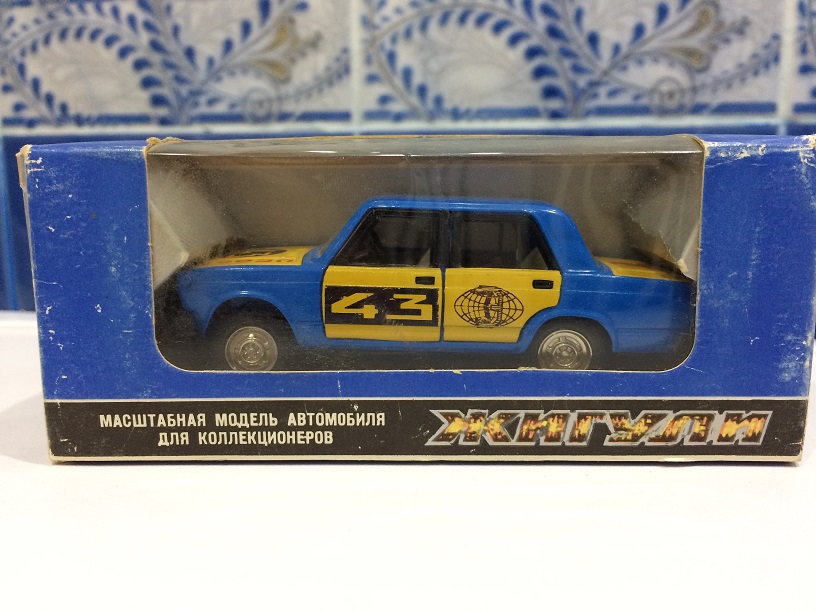 43
МАСШТАБНАЯ МОДЕЛЬ АВТОМОБИЛЯ
ДЛЯ КОЛЛЕКЦИОНЕРОВ
ЖИГУЛИ